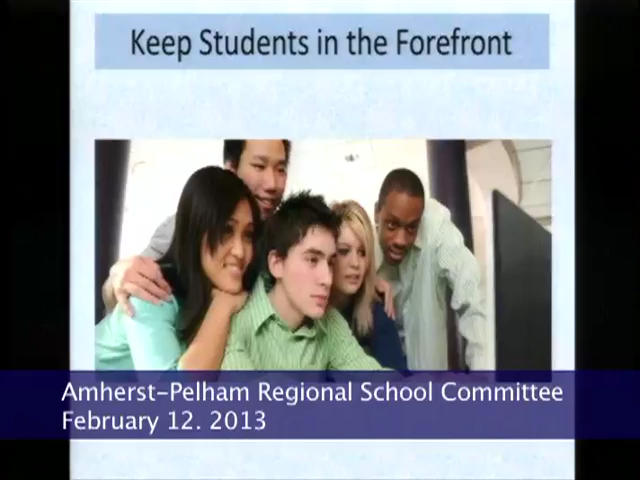 Keep Students in the Forefront
Amherst-Pelham Regional School Committee
February 12. 2013